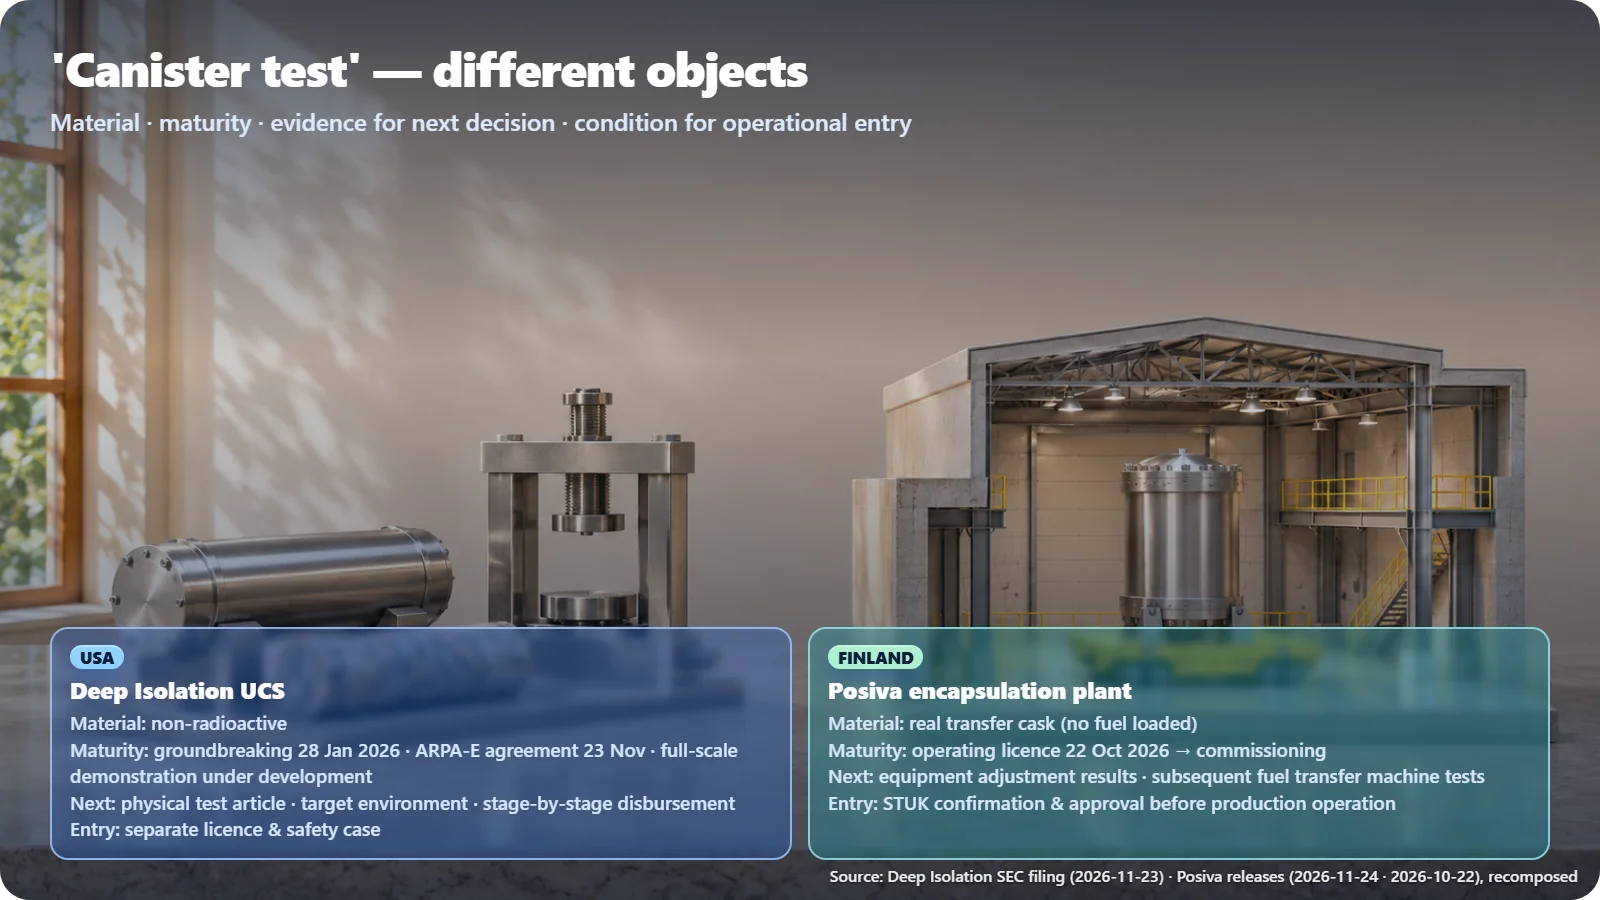 'Canister test' — different objects
Material · maturity · evidence for next decision · condition for operational entry
USA
Deep Isolation UCS
Material: non-radioactive
Maturity: groundbreaking 28 Jan 2026 · ARPA-E agreement 23 Nov · full-scale
demonstration under development
Next: physical test article · target environment · stage-by-stage disbursement
Entry: separate licence & safety case
FINLAND
Posiva encapsulation plant
Material: real transfer cask (no fuel loaded)
Maturity: operating licence 22 Oct 2026 → commissioning
Next: equipment adjustment results · subsequent fuel transfer machine tests
Entry: STUK confirmation & approval before production operation
Source: Deep Isolation SEC filing (2026-11-23) · Posiva releases (2026-11-24 · 2026-10-22), recomposed